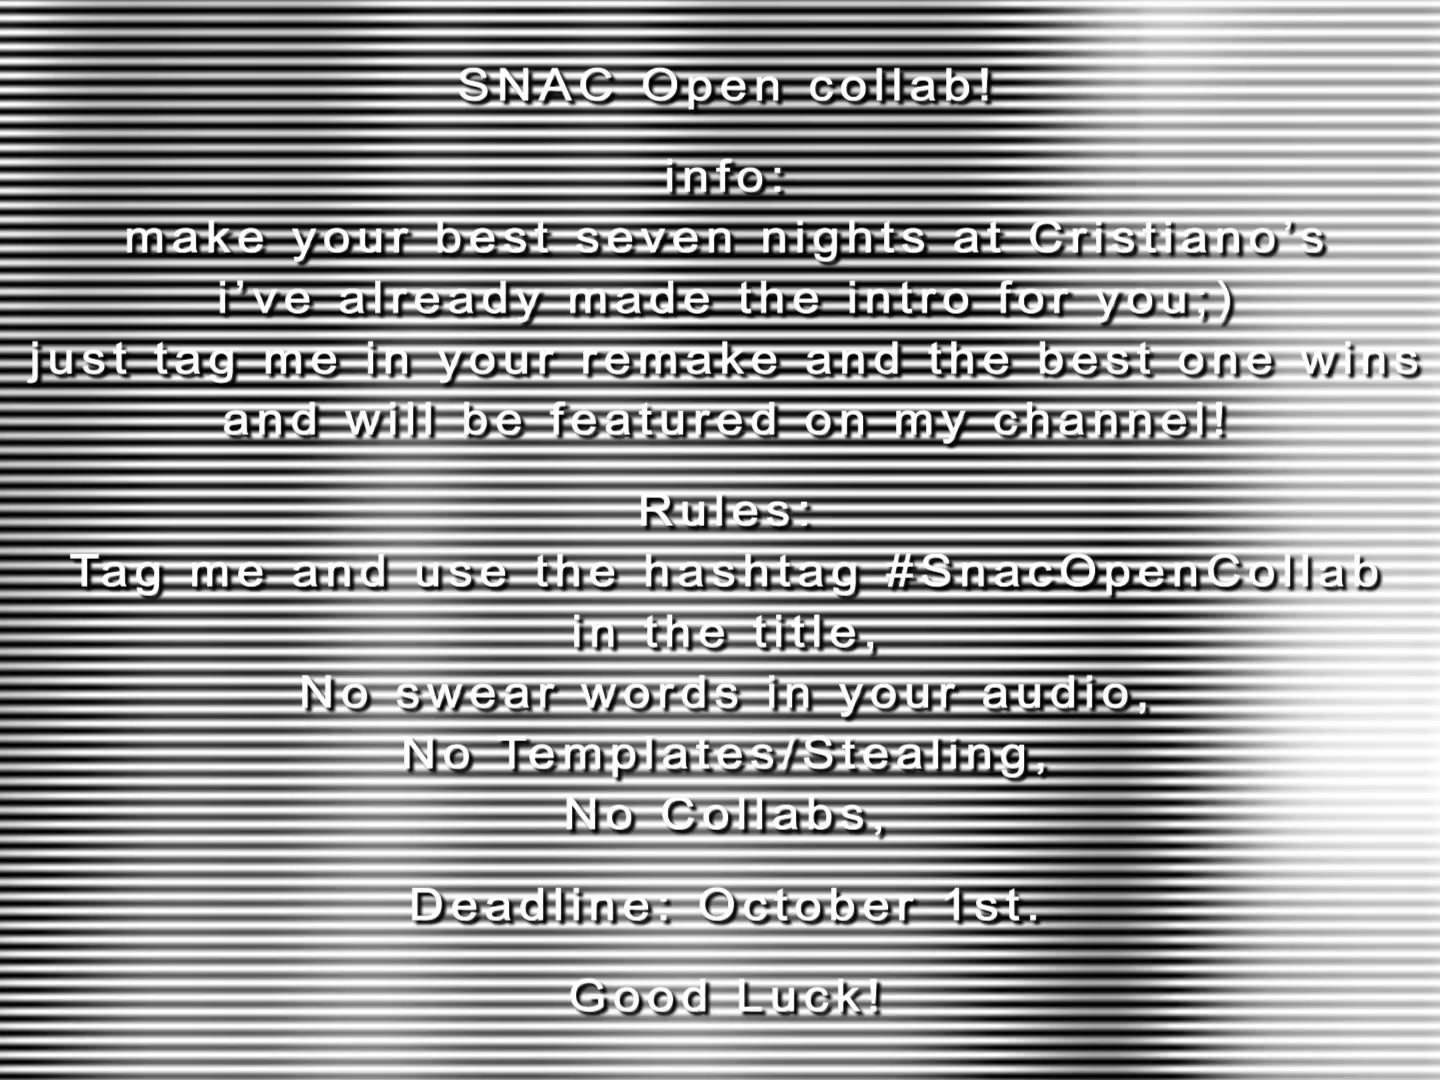 SNAC Open collab!
info:
make your best seven nights at Cristiano's
i've already made the intro for you;)
just tag me in your remake and the best one wins
and will be featured on my channel!
Rules:
Tag me and use the hashtag #SnacOpenCollab
in the title,
No swear words in your audio,
No Templates/Stealing,
No Collabs,
Deadline: October 1st.
Good Luck!